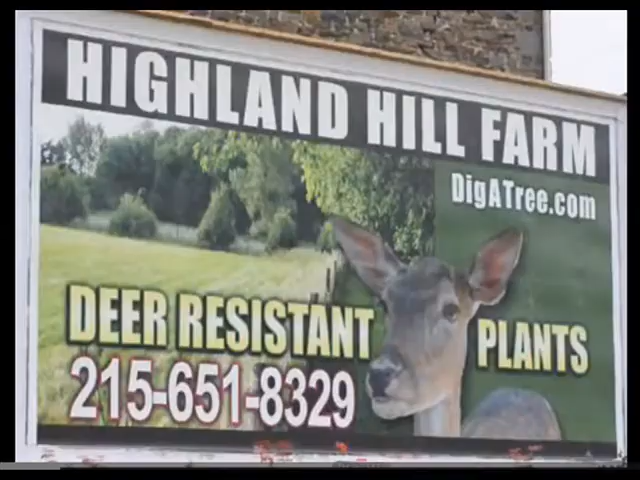 HIGHLAND HILL FARM
DigATree.com
DEER RESISTANT PLANTS
215-651-8329